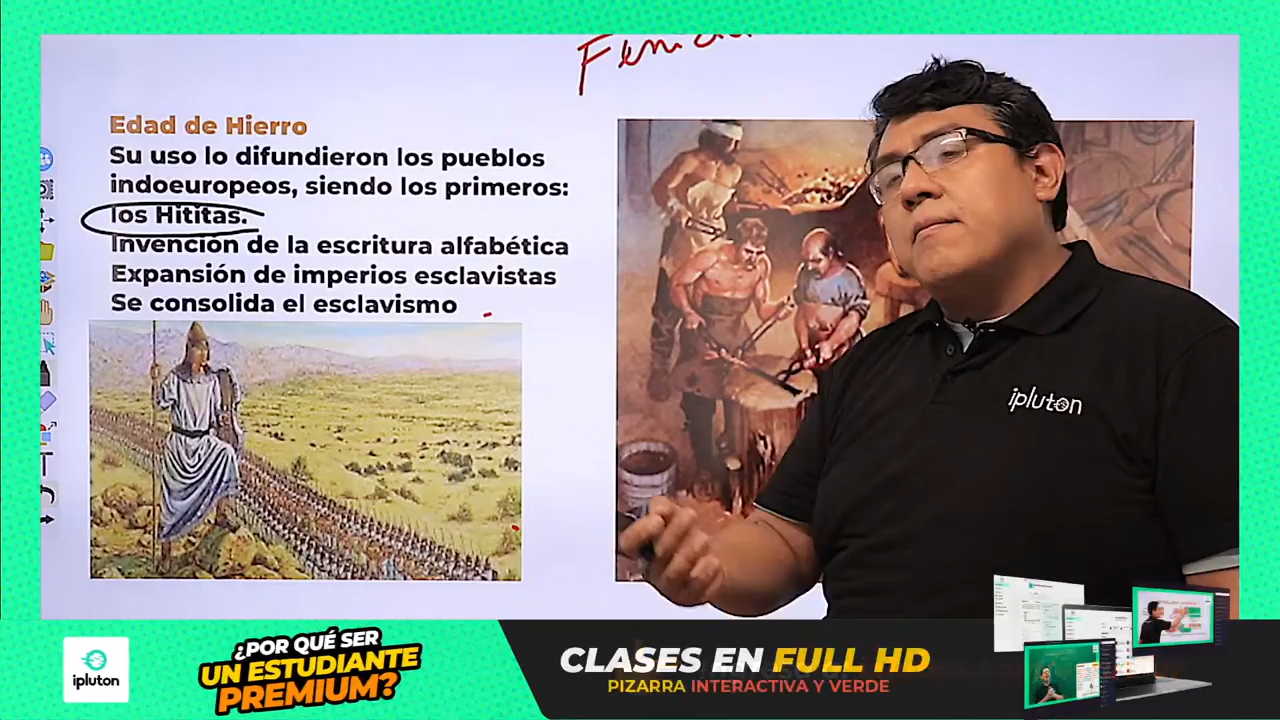 Edad de Hierro
Su uso lo difundieron los pueblos
indoeuropeos, siendo los primeros:
los Hititas.
Invención de la escritura alfabética
Expansión de imperios esclavistas
Se consolida el esclavismo
ipluton
ipluton
¿POR QUÉ SER
UN ESTUDIANTE
PREMIUM?
CLASES EN FULL HD
PIZARRA INTERACTIVA Y VERDE